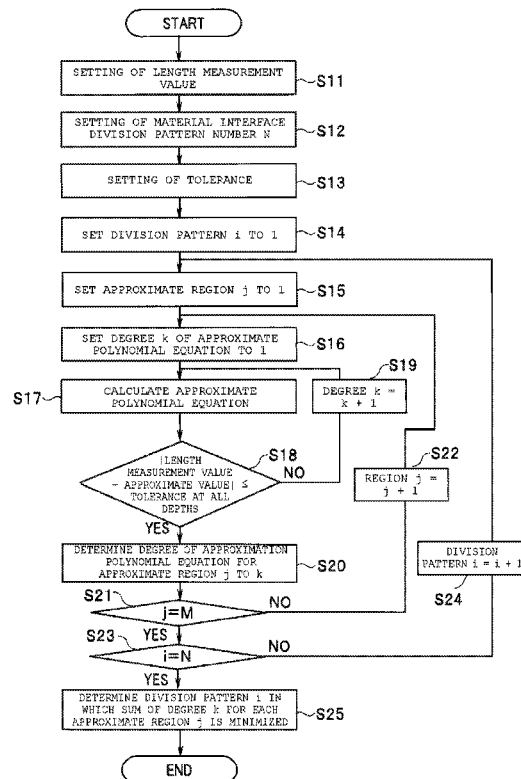 START
SETTING OF LENGTH MEASUREMENT
VALUE
S11
SETTING OF MATERIAL INTERFACE
DIVISION PATTERN NUMBER N
S12
SETTING OF TOLERANCE
S13
SET DIVISION PATTERN i TO 1
S14
SET APPROXIMATE REGION j TO 1
S15
SET DEGREE k OF APPROXIMATE
POLYNOMIAL EQUATION TO 1
S16
S19
DEGREE k =
k + 1
S17
CALCULATE APPROXIMATE
POLYNOMIAL EQUATION
S18
|LENGTH
MEASUREMENT VALUE
- APPROXIMATE VALUE| ≤
TOLERANCE AT ALL
DEPTHS
NO
YES
S22
REGION j =
j + 1
DETERMINE DEGREE OF APPROXIMATION
POLYNOMIAL EQUATION FOR
APPROXIMATE REGION j TO k
S20
DIVISION
PATTERN i = i + 1
S24
S21
j=M
NO
YES
S23
i=N
NO
YES
DETERMINE DIVISION PATTERN i IN
WHICH SUM OF DEGREE k FOR EACH
APPROXIMATE REGION j IS MINIMIZED
S25
END